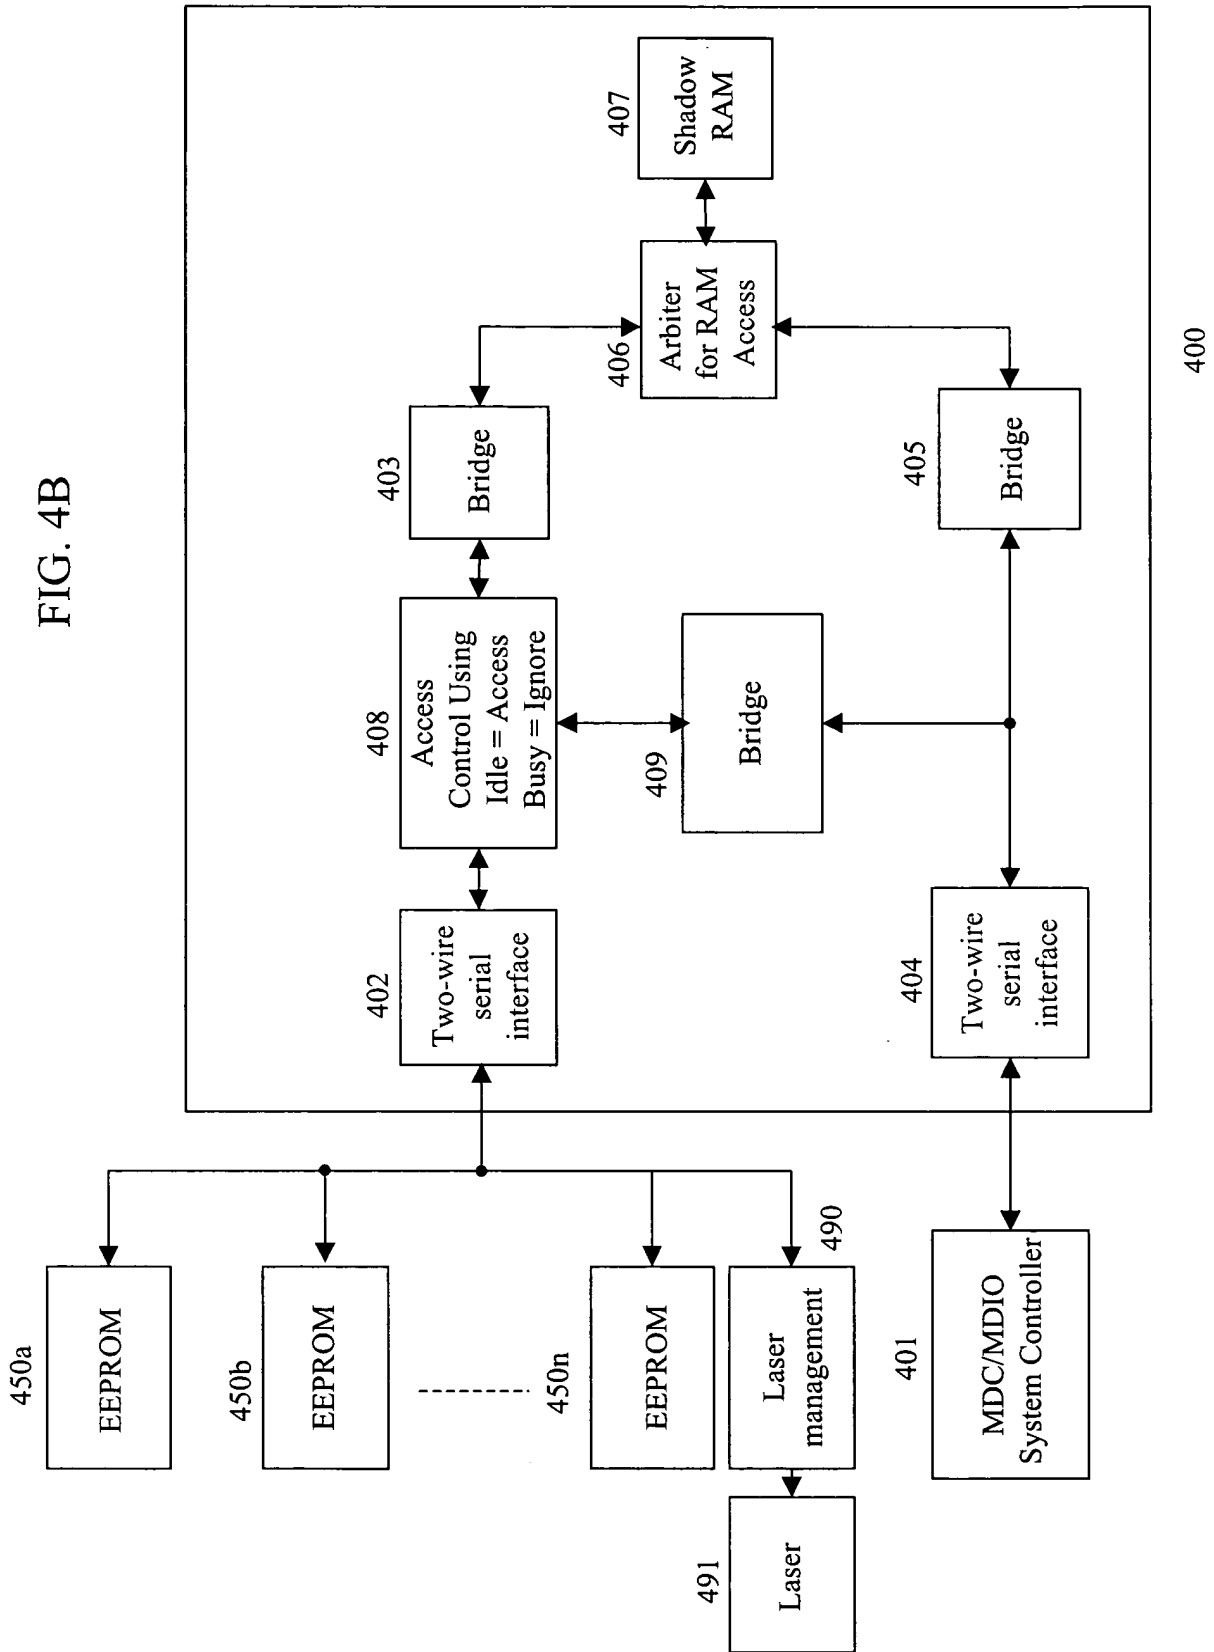 FIG. 4B
450a
EEPROM
450b
EEPROM
450n
EEPROM
490
Laser
management
491
Laser
401
MDC/MDIO
System Controller
402
Two-wire
serial
interface
408
Access
Control Using
Idle = Access
Busy = Ignore
403
Bridge
409
Bridge
404
Two-wire
serial
interface
405
Bridge
406
Arbiter
for RAM
Access
407
Shadow
RAM
400